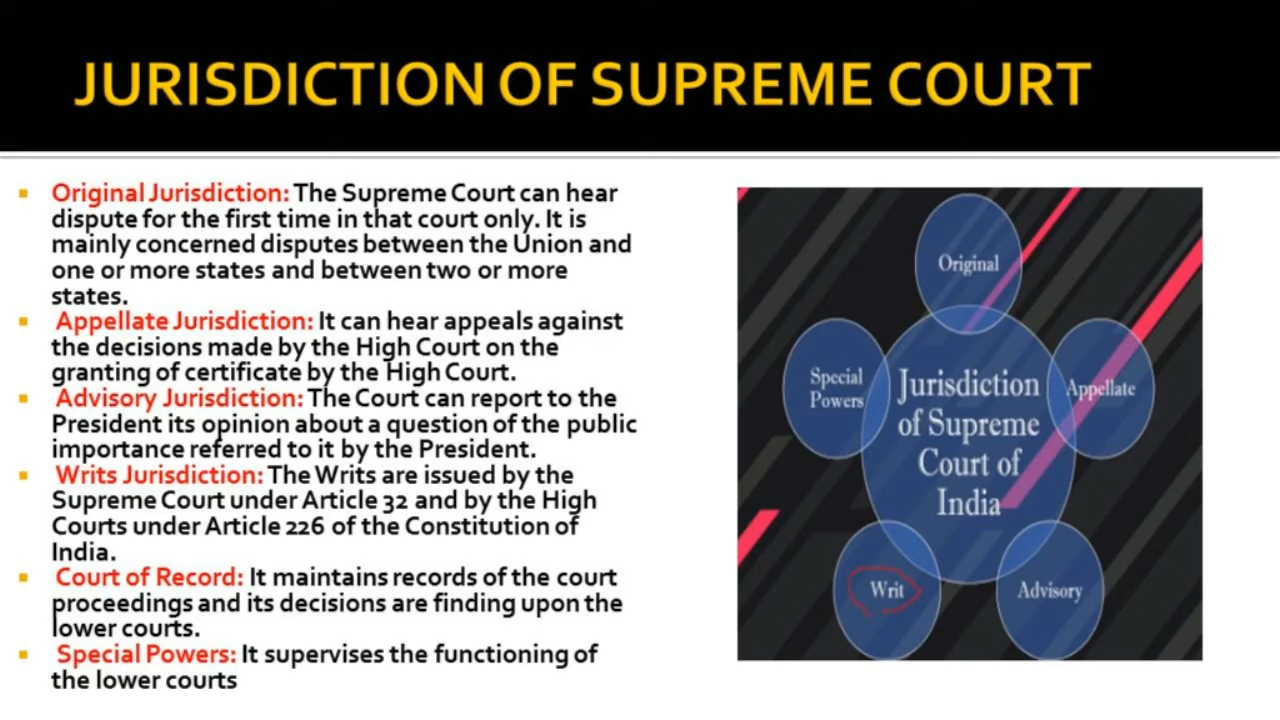 JURISDICTION OF SUPREME COURT
Original Jurisdiction: The Supreme Court can hear
dispute for the first time in that court only. It is
mainly concerned disputes between the Union and
one or more states and between two or more
states.
Appellate Jurisdiction: It can hear appeals against
the decisions made by the High Court on the
granting of certificate by the High Court.
Advisory Jurisdiction: The Court can report to the
President its opinion about a question of the public
importance referred to it by the President.
Writs Jurisdiction: The Writs are issued by the
Supreme Court under Article 32 and by the High
Courts under Article 226 of the Constitution of
India.
Court of Record: It maintains records of the court
proceedings and its decisions are finding upon the
lower courts.
Special Powers: It supervises the functioning of
the lower courts
Original
Special
Powers
Jurisdiction
of Supreme
Court of
India
Appellate
Writ
Advisory